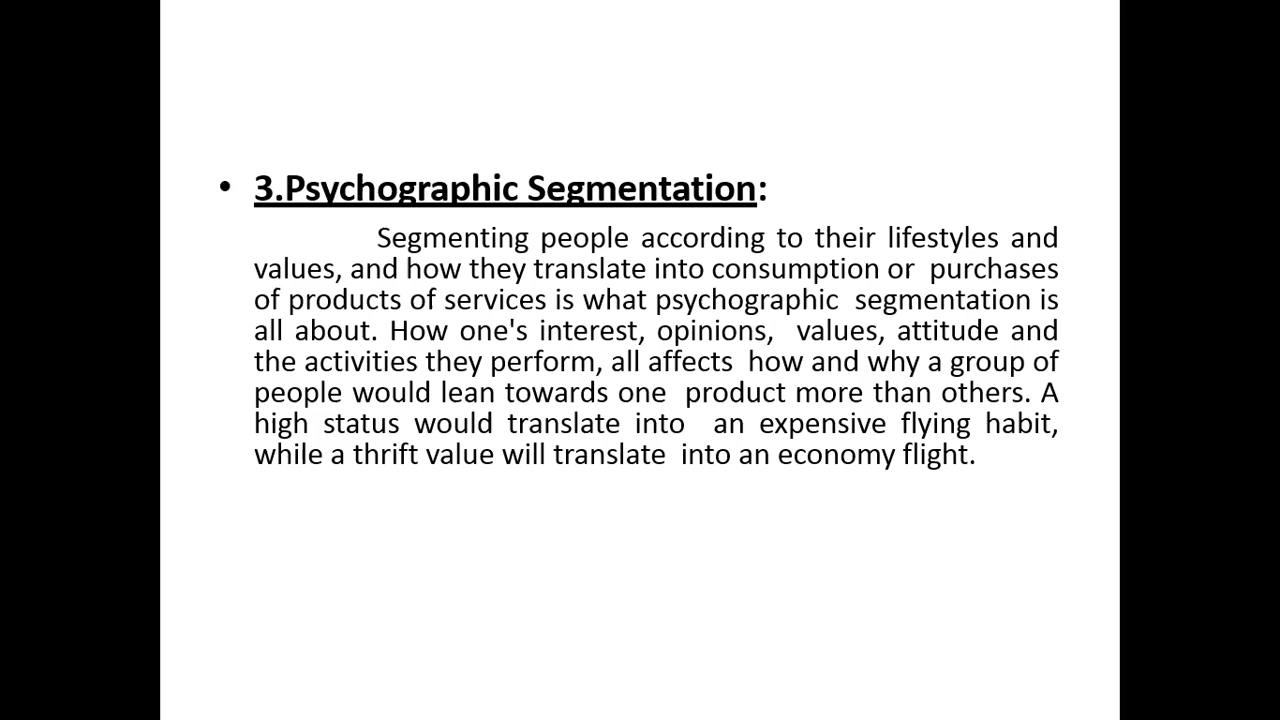 • 3.Psychographic Segmentation:
Segmenting people according to their lifestyles and
values, and how they translate into consumption or purchases
of products of services is what psychographic segmentation is
all about. How one's interest, opinions, values, attitude and
the activities they perform, all affects how and why a group of
people would lean towards one product more than others. A
high status would translate into an expensive flying habit,
while a thrift value will translate into an economy flight.